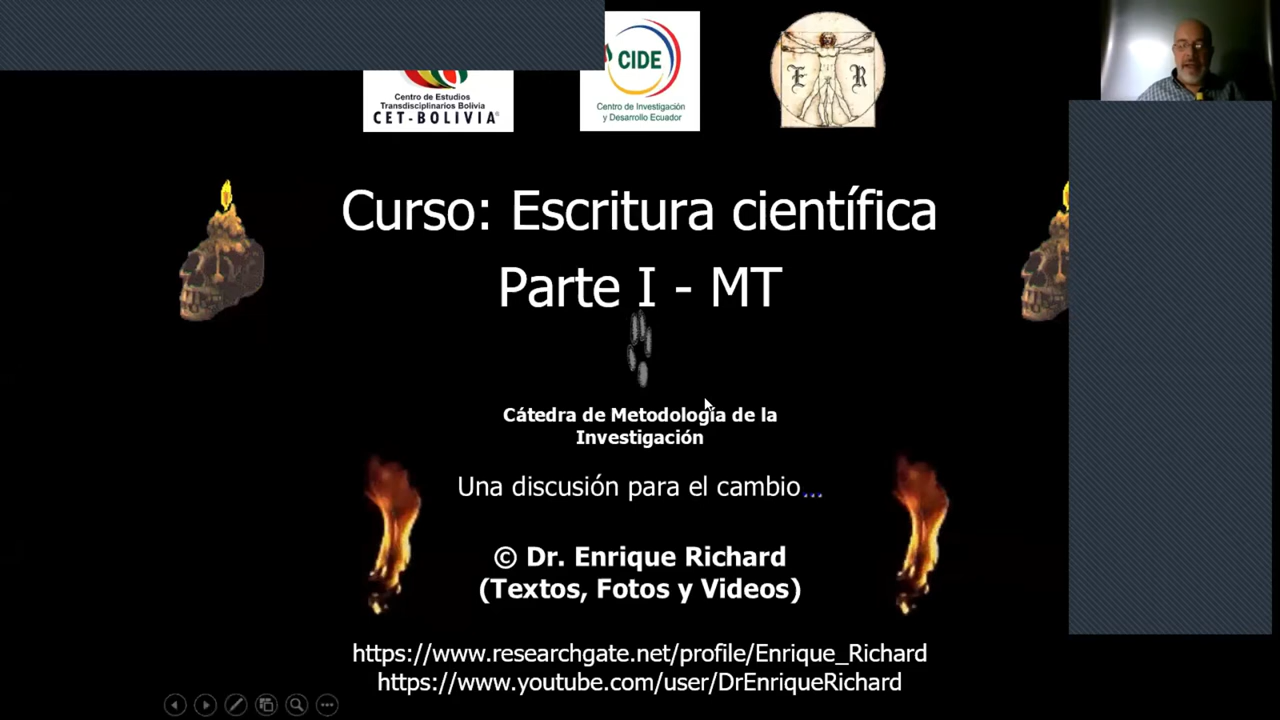 Centro de Estudios
Transdisciplinarios Bolivia
CET-BOLIVIA®
CIDE
Centro de Investigación
y Desarrollo Ecuador
E R
Curso: Escritura científica
Parte I - MT
Cátedra de Metodología de la
Investigación
Una discusión para el cambio...
© Dr. Enrique Richard
(Textos, Fotos y Videos)
https://www.researchgate.net/profile/Enrique_Richard
https://www.youtube.com/user/DrEnriqueRichard